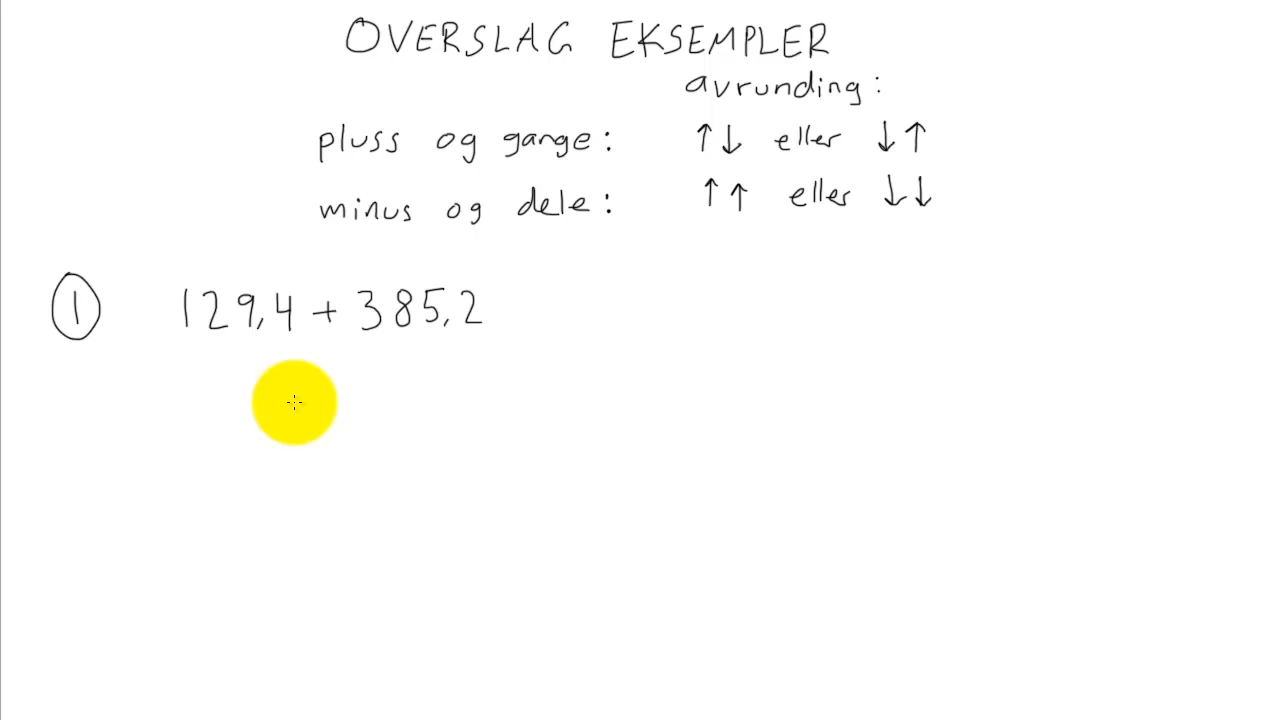 OVERSLAG EKSEMPLER
avrunding:
pluss og gange: ↑↓ eller ↓↑
minus og dele: ↑↑ eller ↓↓
① 129,4 + 385,2